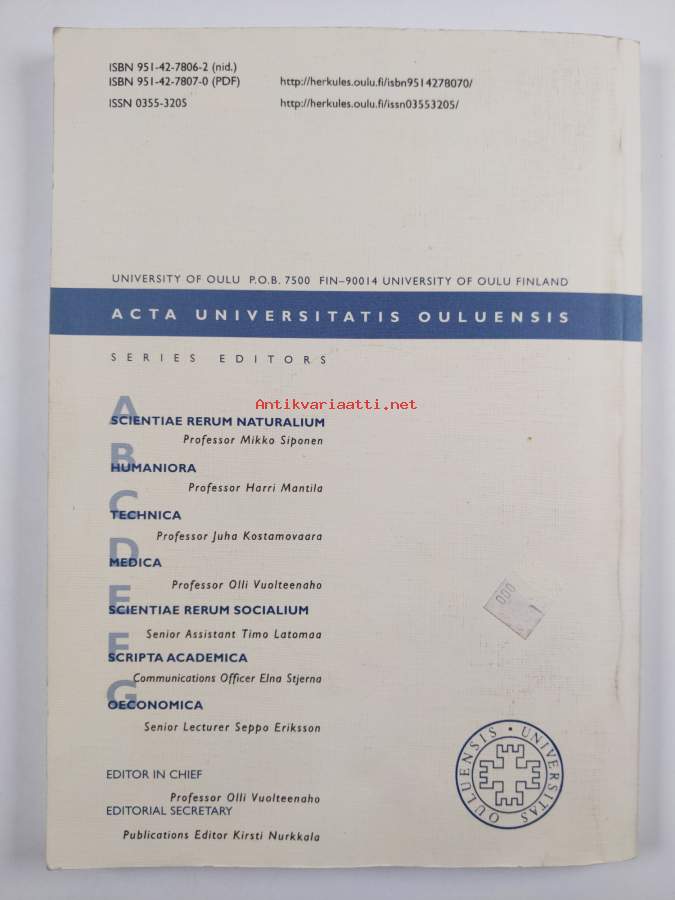 ISBN 951-42-7806-2 (nid.)
ISBN 951-42-7807-0 (PDF) http://herkules.oulu.fi/isbn9514278070/
ISSN 0355-3205 http://herkules.oulu.fi/issn03553205/
UNIVERSITY OF OULU P.O.B. 7500 FIN–90014 UNIVERSITY OF OULU FINLAND
ACTA UNIVERSITATIS OULUENSIS
SERIES EDITORS
Antikvariaatti.net
A
SCIENTIAE RERUM NATURALIUM
Professor Mikko Siponen
B
HUMANIORA
Professor Harri Mantila
C
TECHNICA
Professor Juha Kostamovaara
D
MEDICA
Professor Olli Vuolteenaho
E
SCIENTIAE RERUM SOCIALIUM
Senior Assistant Timo Latomaa
F
SCRIPTA ACADEMICA
Communications Officer Elna Stjerna
G
OECONOMICA
Senior Lecturer Seppo Eriksson
EDITOR IN CHIEF
Professor Olli Vuolteenaho
EDITORIAL SECRETARY
Publications Editor Kirsti Nurkkala
000
UNIVERSITAS OULUENSIS